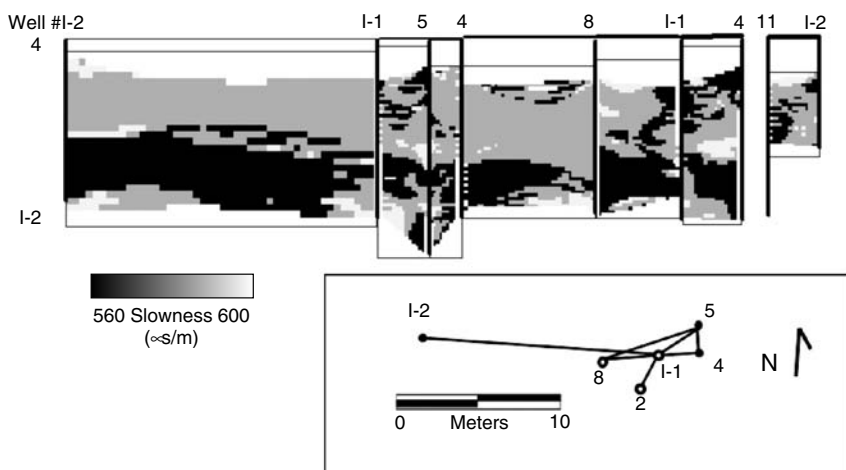 Well #I-2 I-1 5 4 8 I-1 4 11 I-2
4
I-2
560 Slowness 600
(∝s/m)
I-2 5
8 I-1 4
2
N
0 Meters 10